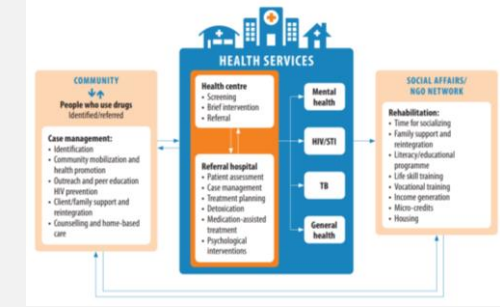 HEALTH SERVICES
COMMUNITY
People who use drugs
Identified/referred
Case management:
• Identification
• Community mobilization and
health promotion
• Outreach and peer education
HIV prevention
• Client/family support and
reintegration
• Counselling and home-based
care
Health centre
• Screening
• Brief intervention
• Referral
Referral hospital
• Patient assessment
• Case management
• Treatment planning
• Detoxication
• Medication-assisted
treatment
• Psychological
interventions
Mental
health
HIV/STI
TB
General
health
SOCIAL AFFAIRS/
NGO NETWORK
Rehabilitation:
• Time for socializing
• Family support and
reintegration
• Literacy/educational
programme
• Life skill training
• Vocational training
• Income generation
• Micro-credits
• Housing